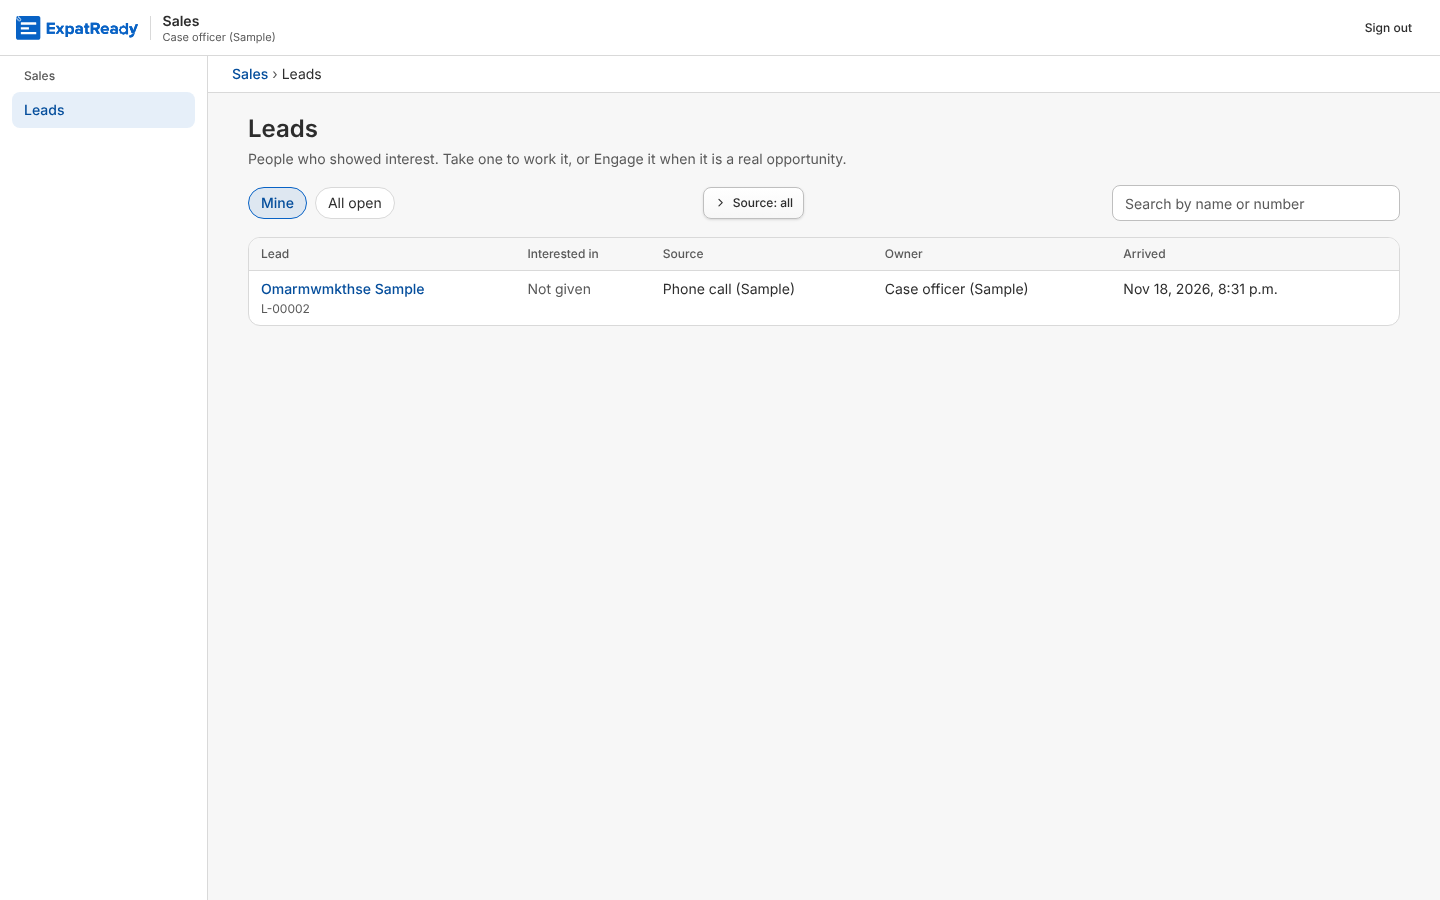 ExpatReady
Sales
Case officer (Sample)
Sign out
Sales
Leads
Sales › Leads
Leads
People who showed interest. Take one to work it, or Engage it when it is a real opportunity.
Mine
All open
Source: all
Search by name or number
Lead Interested in Source Owner Arrived
Omarmwmkthse Sample Not given Phone call (Sample) Case officer (Sample) Nov 18, 2026, 8:31 p.m.
L-00002